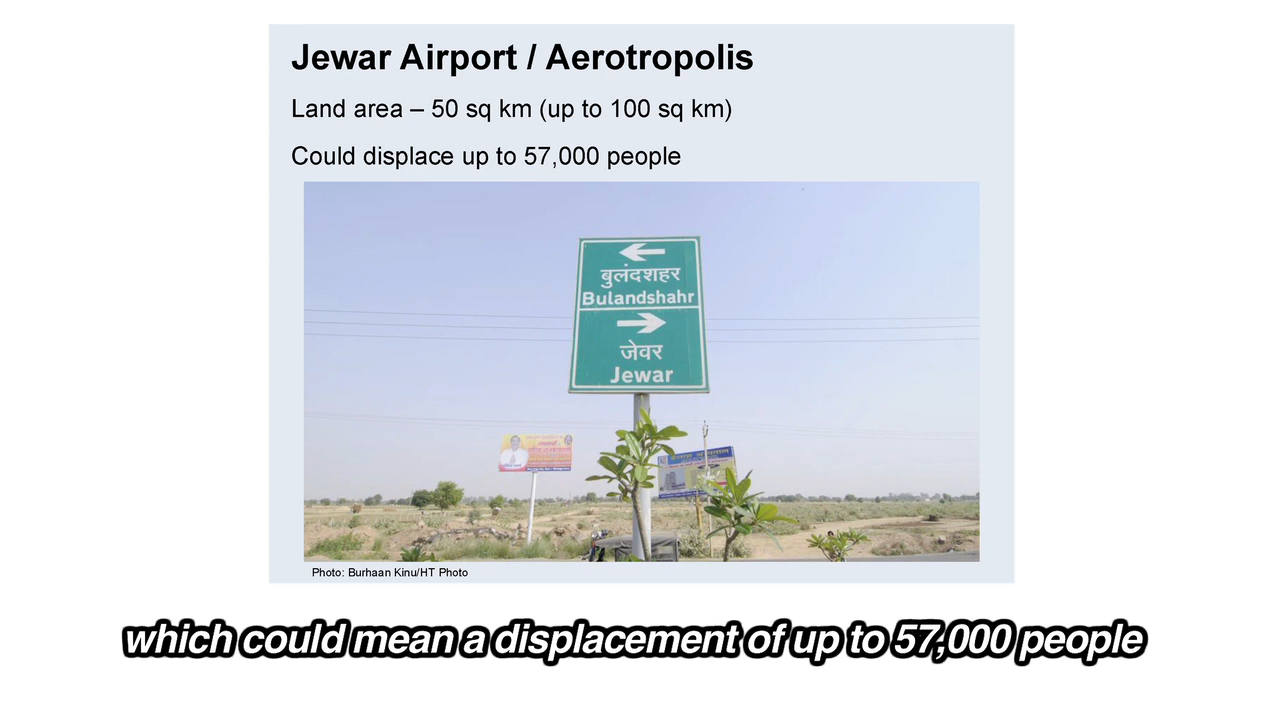 Jewar Airport / Aerotropolis
Land area – 50 sq km (up to 100 sq km)
Could displace up to 57,000 people
बुलंदशहर
Bulandshahr
जेवर
Jewar
Photo: Burhaan Kinu/HT Photo
which could mean a displacement of up to 57,000 people